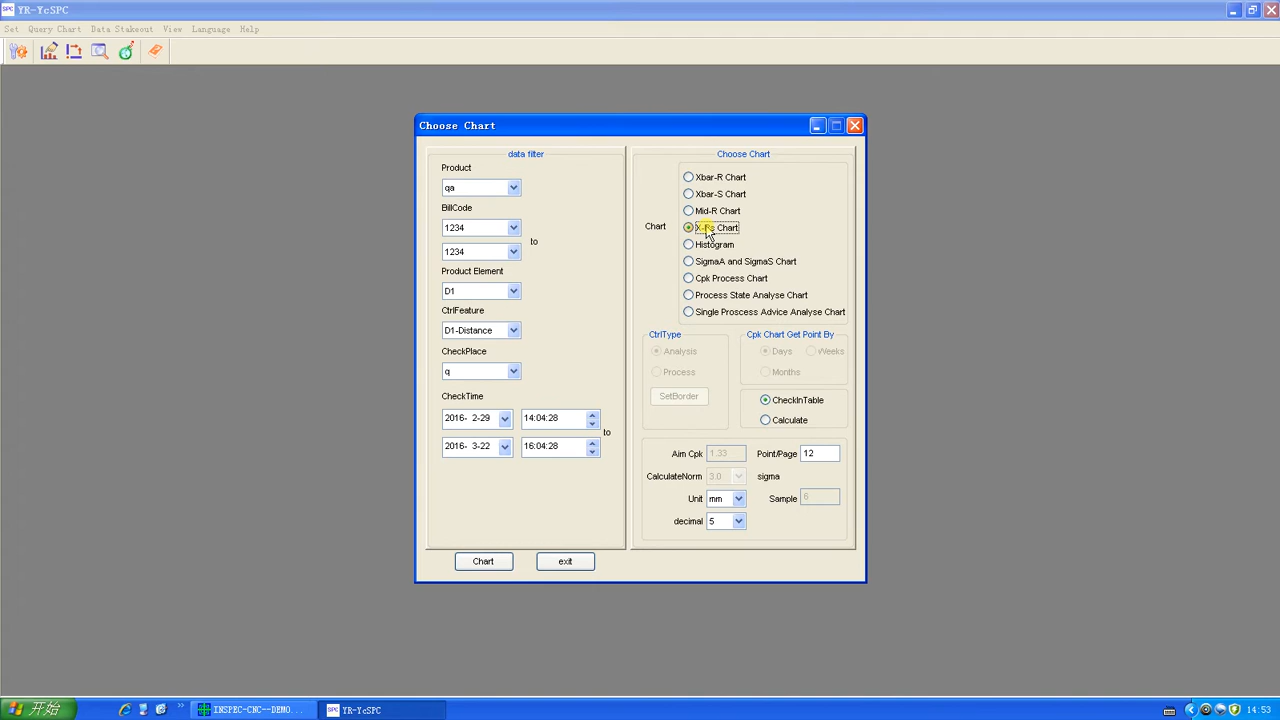 SPC YR-YcSPC
Set Query Chart Data Stakeout View Language Help
Choose Chart
data filter
Product
qa
BillCode
1234
to
1234
Product Element
D1
CtrlFeature
D1-Distance
CheckPlace
q
CheckTime
2016- 2-29 14:04:28
to
2016- 3-22 16:04:28
Chart exit
Choose Chart
Chart
Xbar-R Chart
Xbar-S Chart
Mid-R Chart
Chart
Histogram
SigmaA and SigmaS Chart
Cpk Process Chart
Process State Analyse Chart
Single Proscess Advice Analyse Chart
CtrlType
Analysis
Process
SetBorder
Cpk Chart Get Point By
Days Weeks
Months
CheckInTable
Calculate
Aim Cpk 1.33 Point/Page 12
CalculateNorm 3.0 sigma
Unit mm Sample 6
decimal 5
开始 INSPEC-CNC--DEMO... SPC YR-YcSPC 14:53